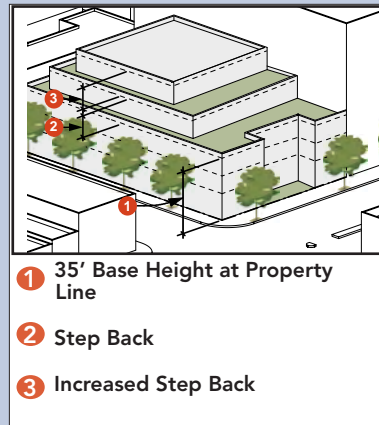 3
2
1
1 35’ Base Height at Property
Line
2 Step Back
3 Increased Step Back